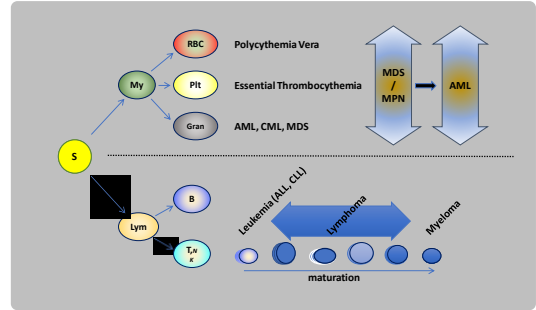 RBC
Polycythemia Vera
My
Plt
Essential Thrombocythemia
Gran
AML, CML, MDS
MDS
/
MPN
AML
S
B
Lym
T,N
K
Leukemia (ALL, CLL)
Lymphoma
Myeloma
maturation